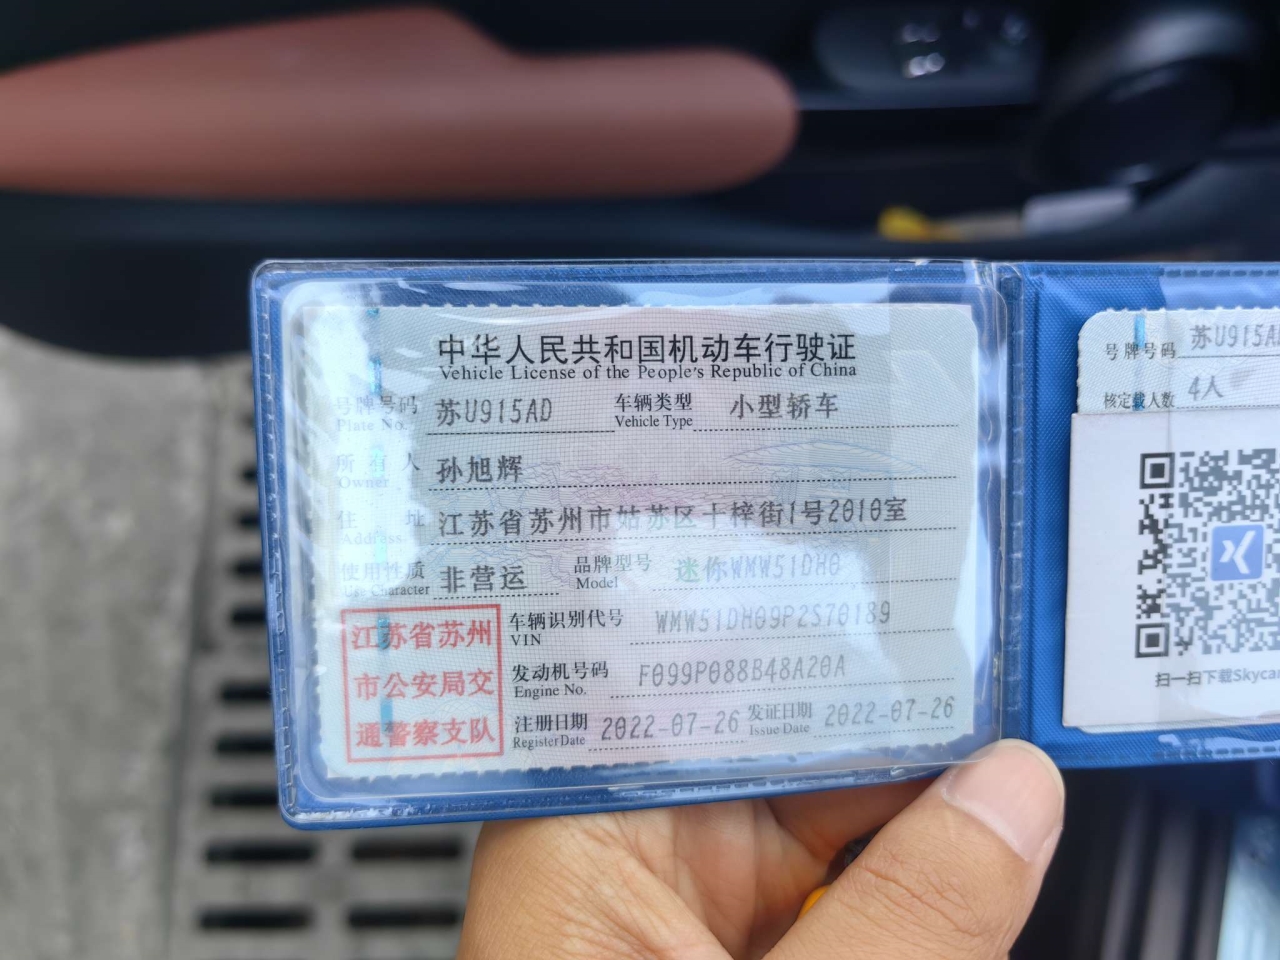 中华人民共和国机动车行驶证
Vehicle License of the People's Republic of China
号牌号码 苏U915AD 车辆类型 小型轿车
Plate No. Vehicle Type
所有人 孙旭辉
Owner
住址 江苏省苏州市姑苏区十梓街1号2010室
Address
使用性质 非营运 品牌型号 迷你WMW51DH0
Use Character Model
江苏省苏州
市公安局交
通警察支队
车辆识别代号 WMW51DH09P2S70189
VIN
发动机号码 F099P088B48A20A
Engine No.
注册日期 2022-07-26 发证日期 2022-07-26
Register Date Issue Date
号牌号码 苏U915A
核定载人数 4人
扫一扫下载Skycar